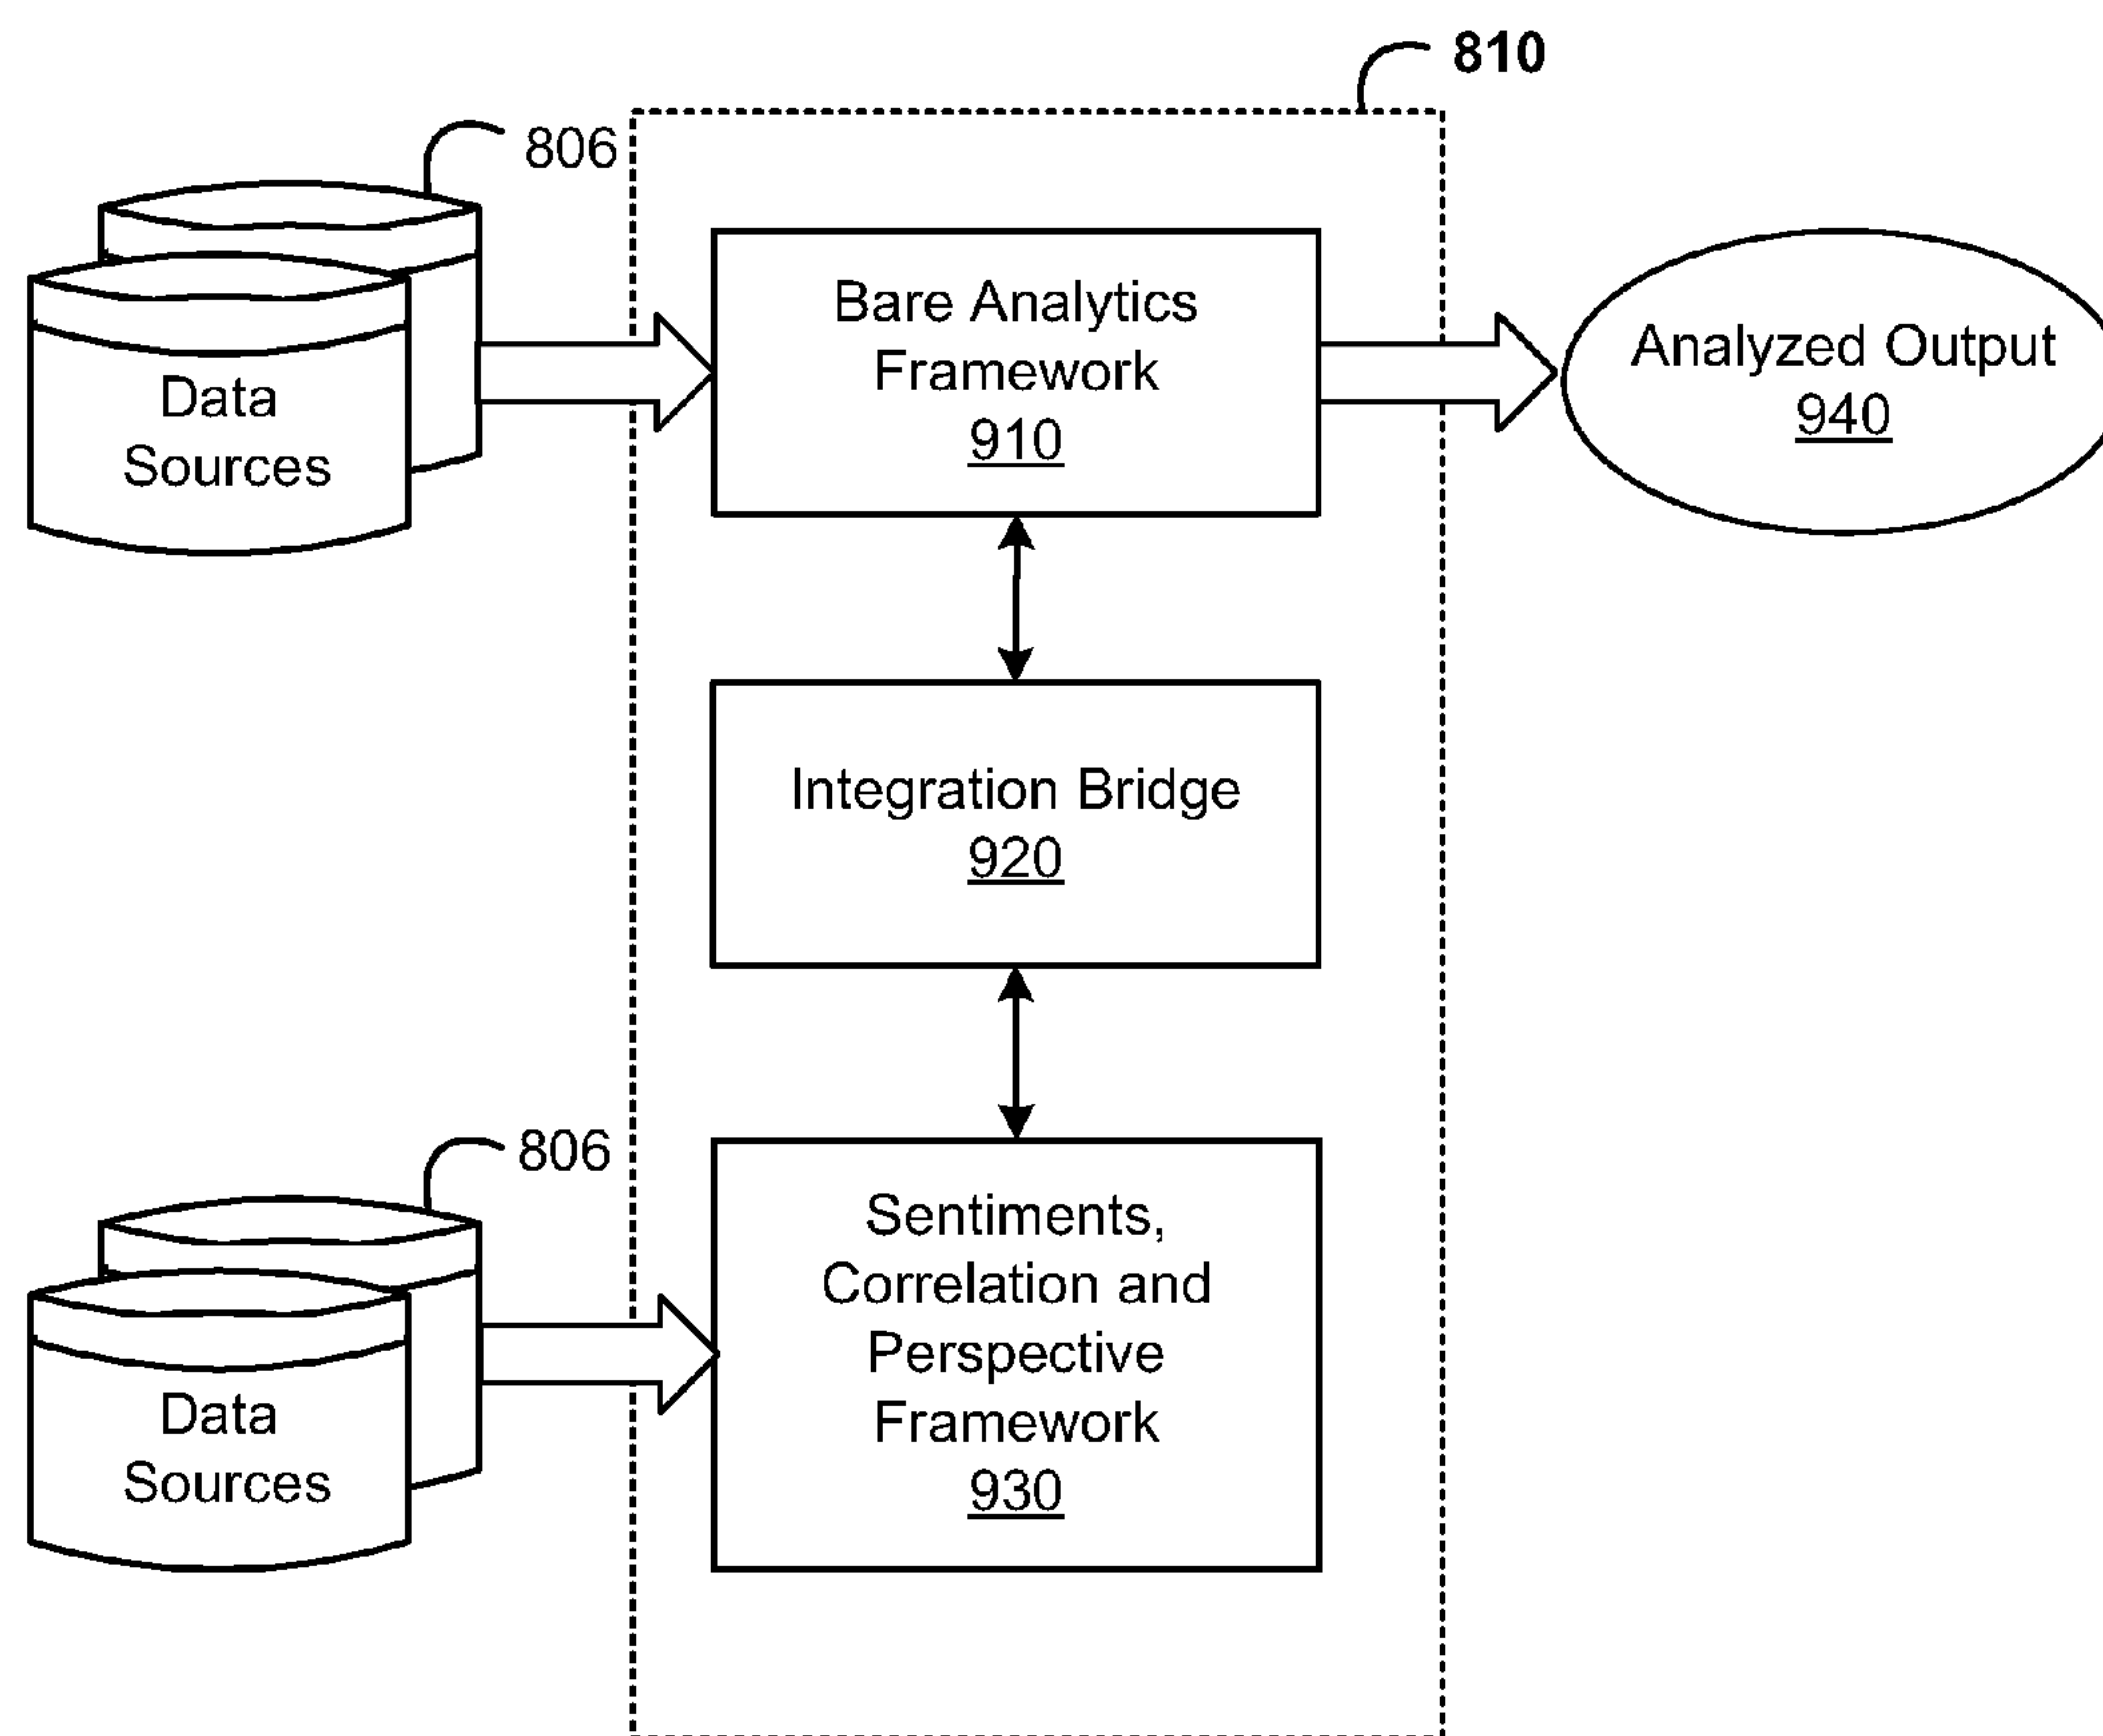 810
806
Data
Sources
Bare Analytics
Framework
910
Analyzed Output
940
Integration Bridge
920
806
Data
Sources
Sentiments,
Correlation and
Perspective
Framework
930